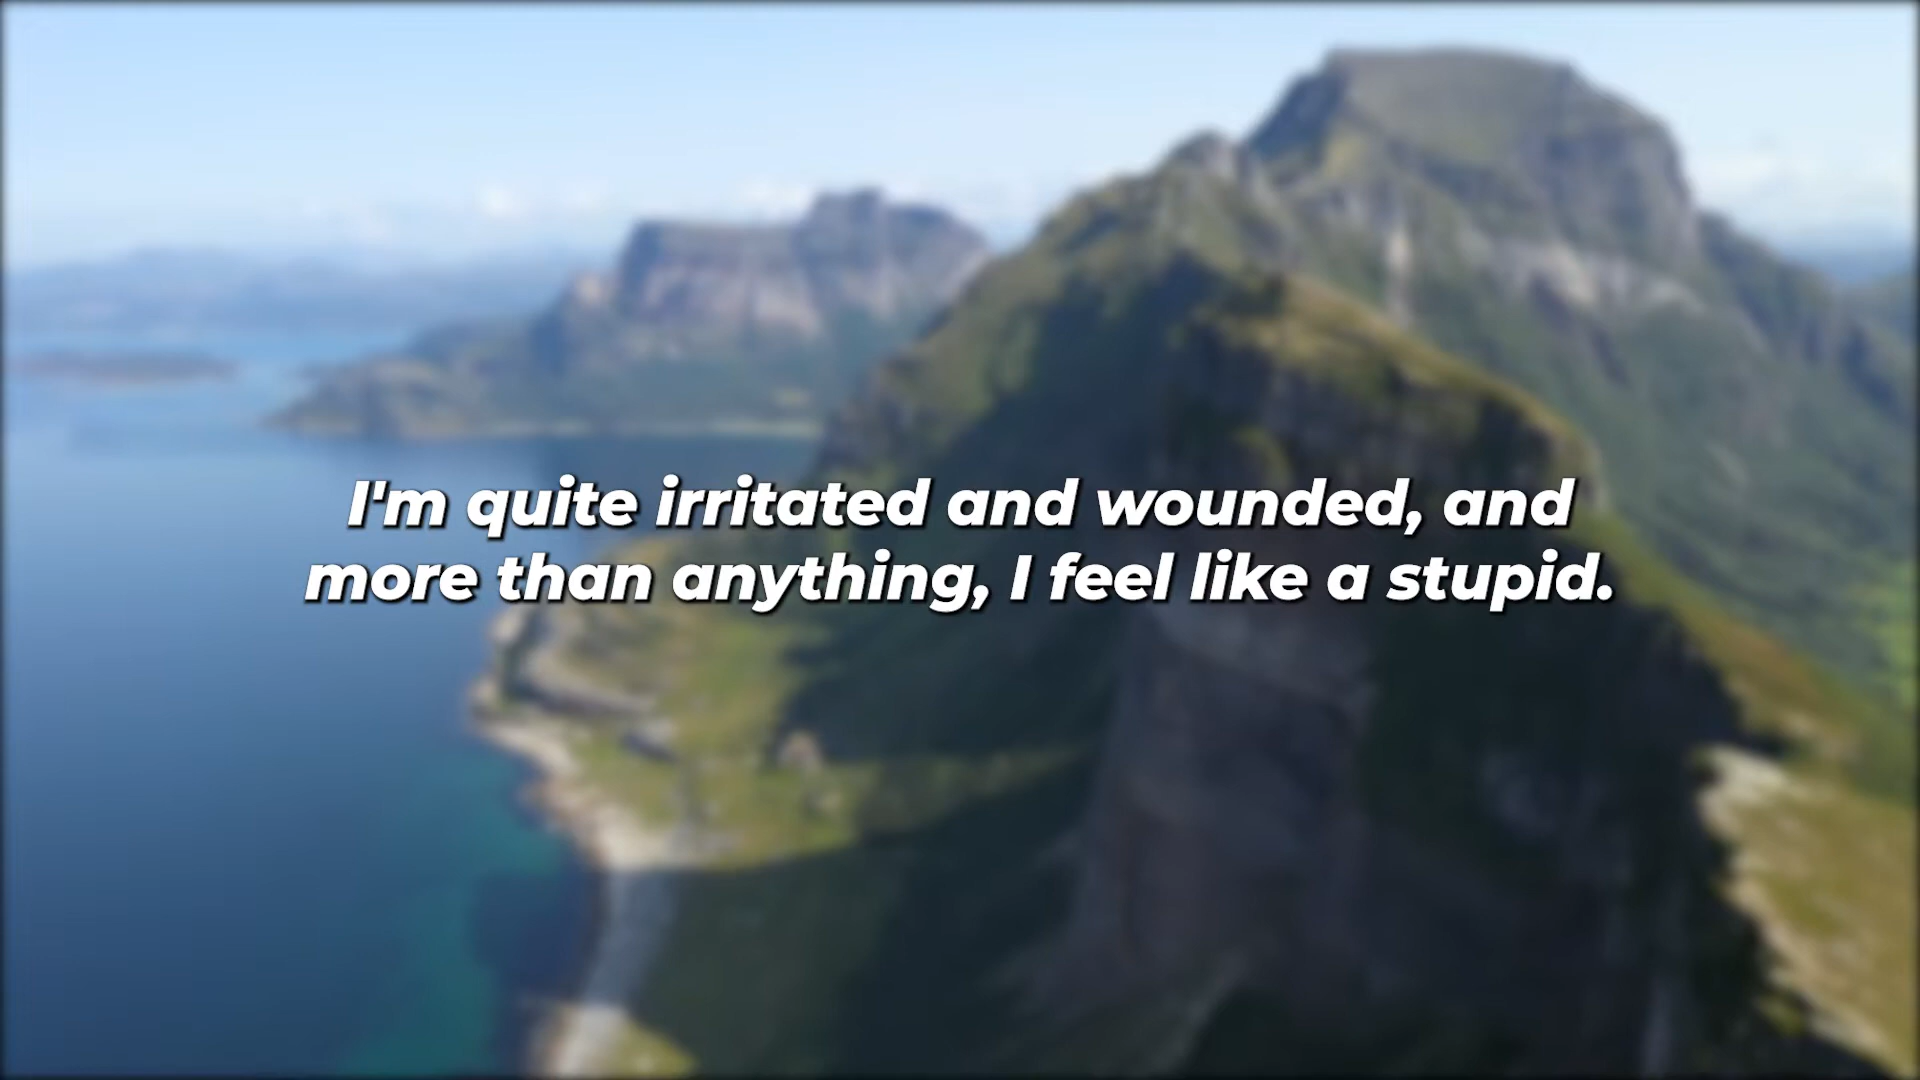 I'm quite irritated and wounded, and
more than anything, I feel like a stupid.